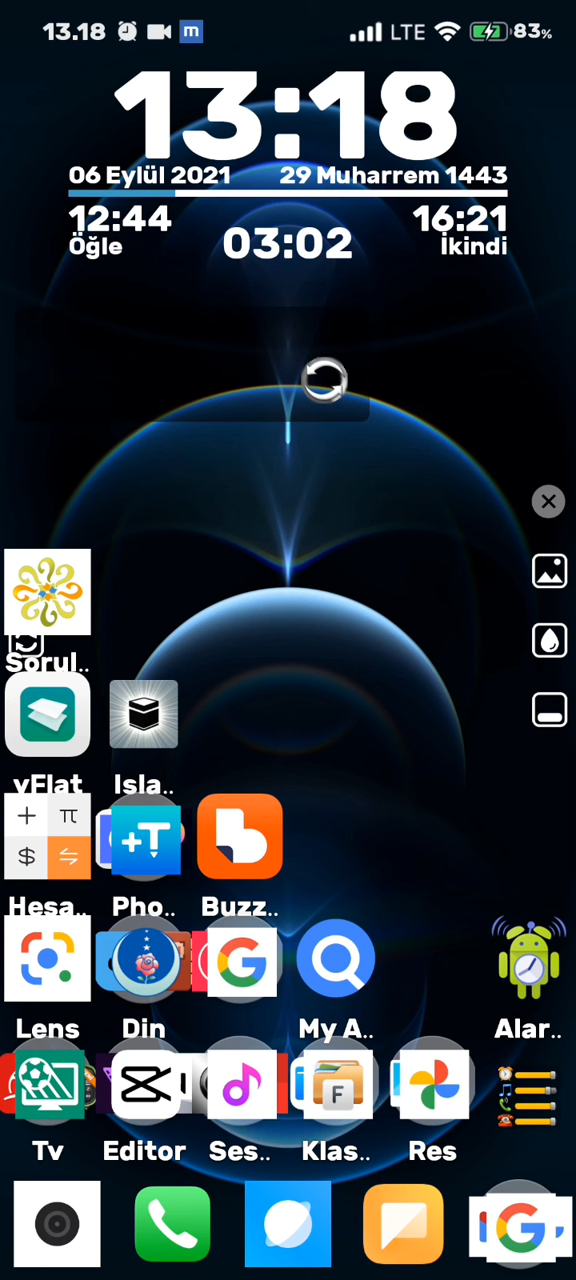 13.18 m LTE 83%
13:18
06 Eylül 2021 29 Muharrem 1443
12:44 03:02 16:21
Öğle İkindi
Sorul..
vFlat Isla..
+ π
$
+T
Hesa.. Pho.. Buzz..
Lens Din My A.. Alar..
F
Tv Editor Ses.. Klas.. Res